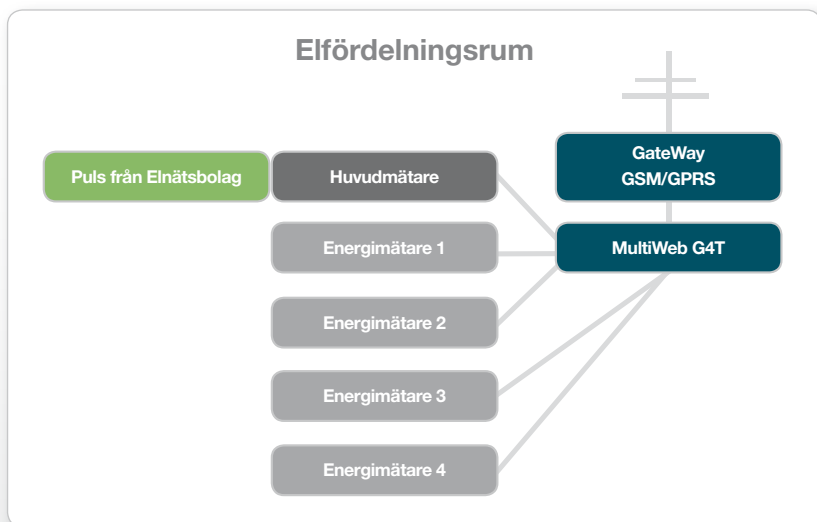 Elfördelningsrum
GateWay
GSM/GPRS
Puls från Elnätsbolag
Huvudmätare
Energimätare 1
MultiWeb G4T
Energimätare 2
Energimätare 3
Energimätare 4